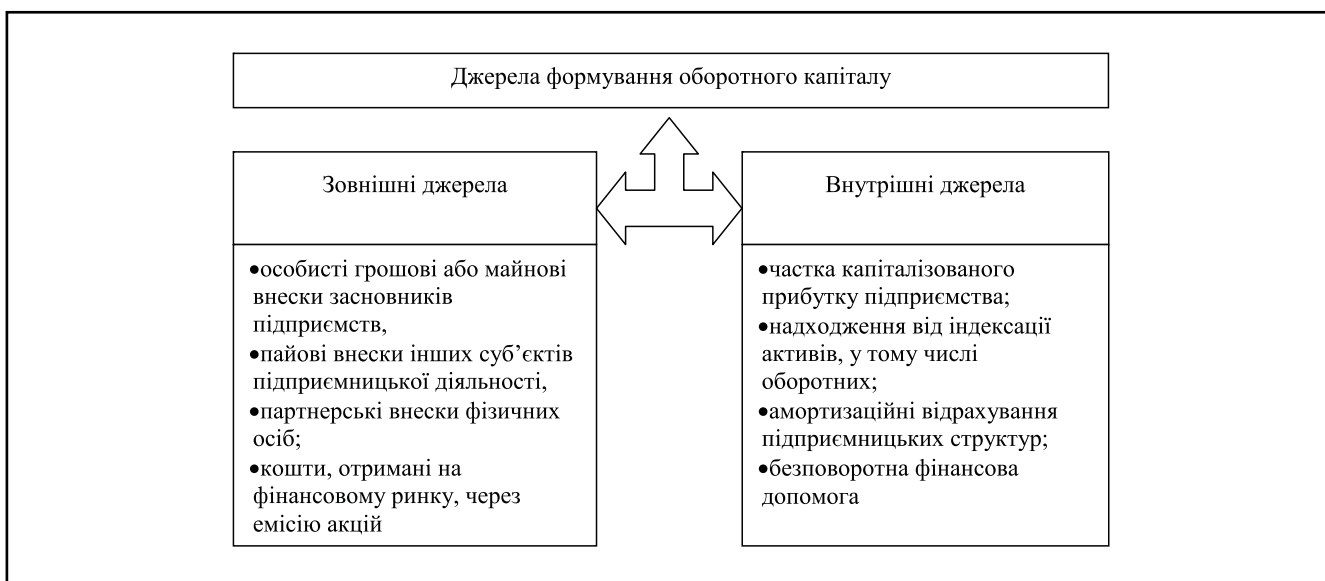 Джерела формування оборотного капіталу
Зовнішні джерела
•особисті грошові або майнові
внески засновників
підприємств,
•пайові внески інших суб’єктів
підприємницької діяльності,
•партнерські внески фізичних
осіб;
•кошти, отримані на
фінансовому ринку, через
емісію акцій
Внутрішні джерела
•частка капіталізованого
прибутку підприємства;
•надходження від індексації
активів, у тому числі
оборотних;
•амортизаційні відрахування
підприємницьких структур;
•безповоротна фінансова
допомога